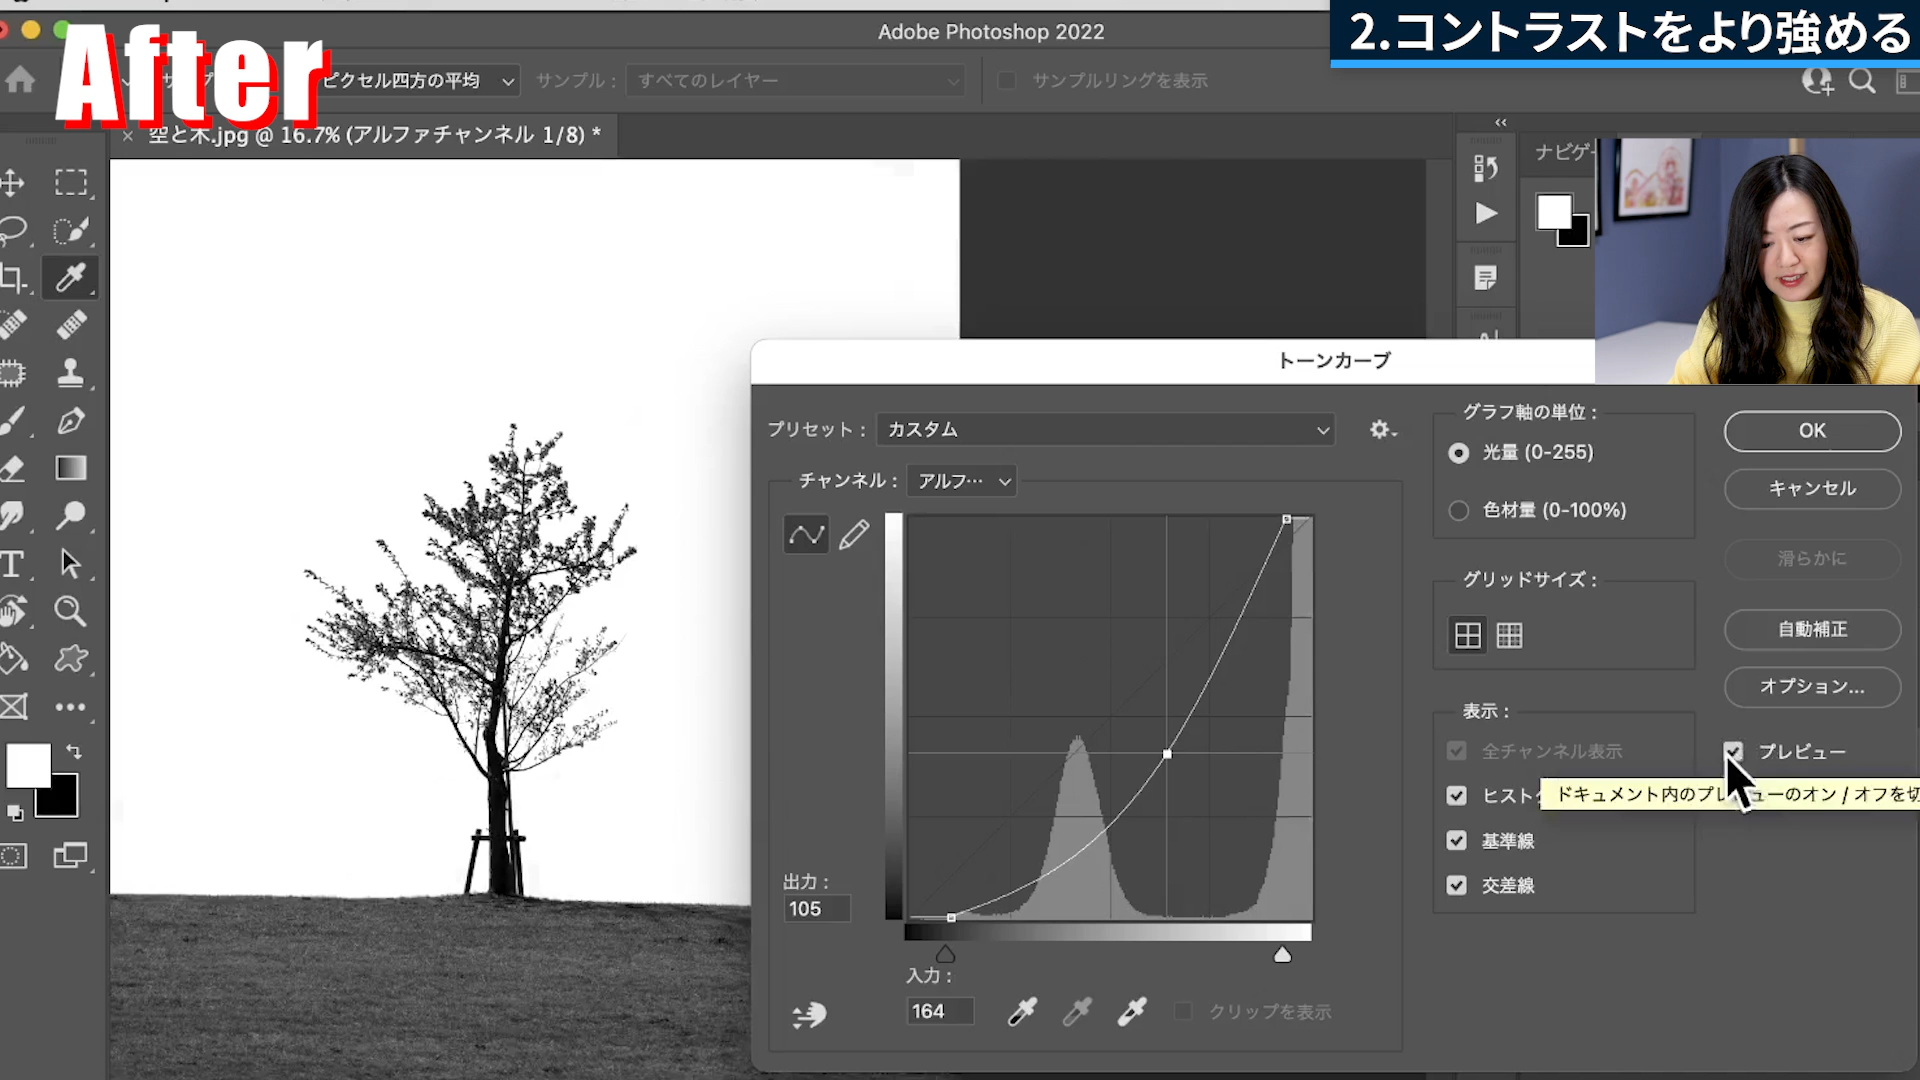 Adobe Photoshop 2022
2.コントラストをより強める
After
ピクセル四方の平均
サンプル：
すべてのレイヤー
サンプルリングを表示
× 空と木.jpg @ 16.7% (アルファチャンネル 1/8) *
ナビゲ
トーンカーブ
プリセット：
カスタム
チャンネル：
アルフ…
出力：
105
入力：
164
クリップを表示
グラフ軸の単位：
光量 (0-255)
色材量 (0-100%)
グリッドサイズ：
表示：
全チャンネル表示
ヒスト
基準線
交差線
OK
キャンセル
滑らかに
自動補正
オプション...
プレビュー
ドキュメント内のプレ ューのオン / オフを切